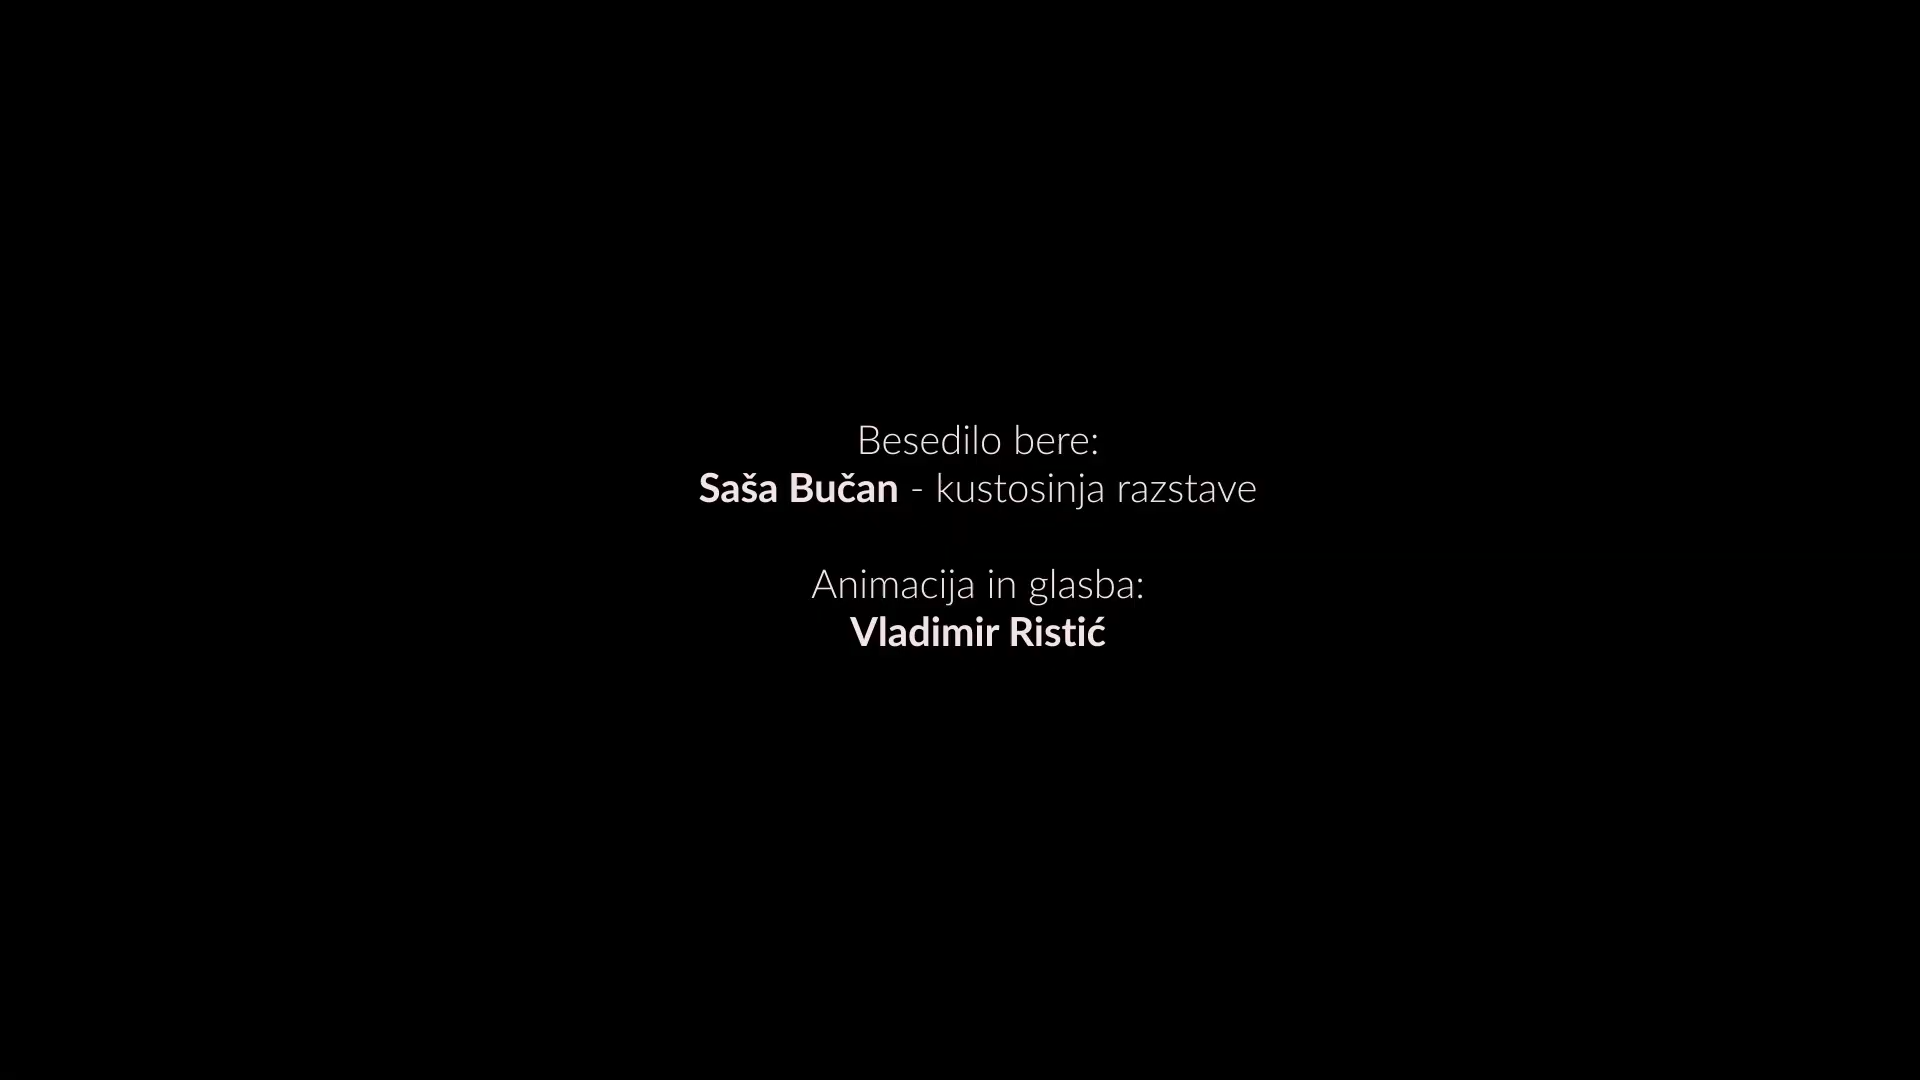 Besedilo bere:
Saša Bučan - kustosinja razstave
Animacija in glasba:
Vladimir Ristić